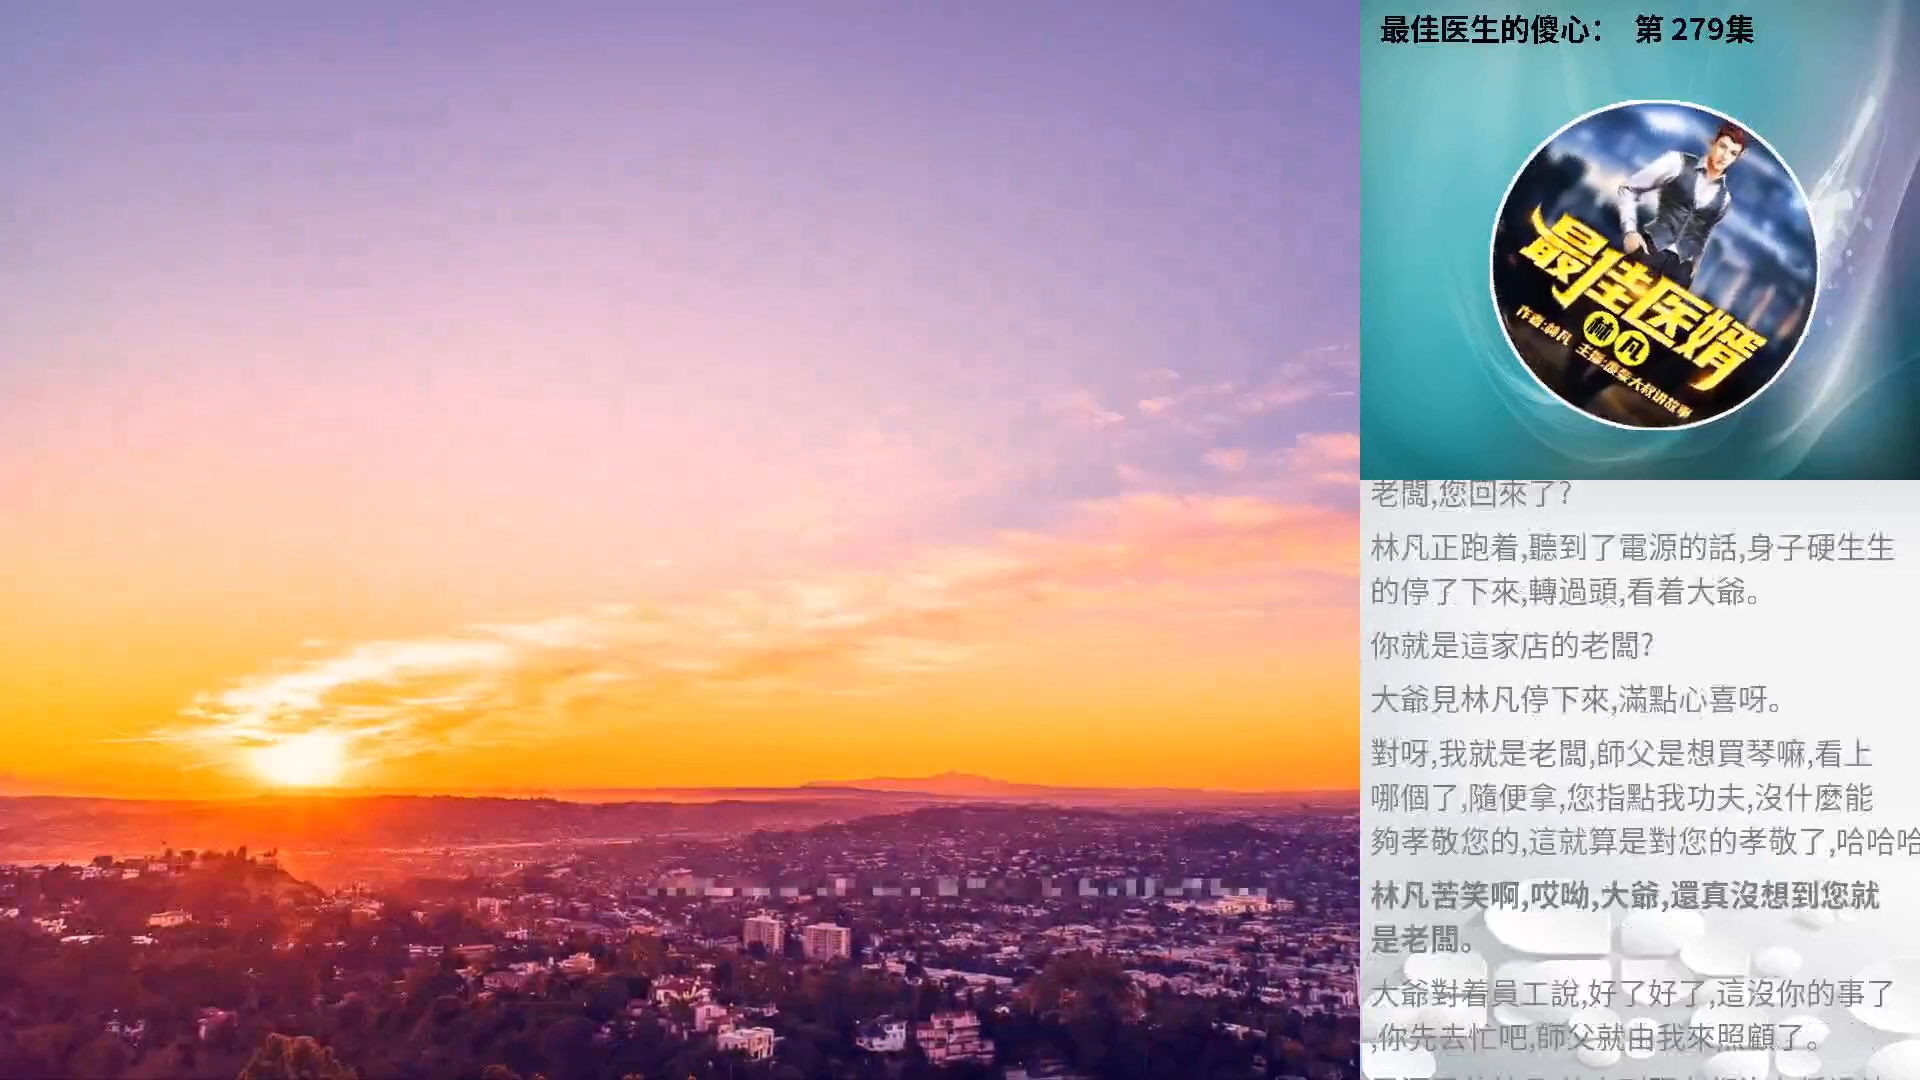 最佳医生的傻心： 第 279集
最佳医婿
林凡
作者:林凡
老闆,您回來了?
林凡正跑着,聽到了電源的話,身子硬生生
的停了下來,轉過頭,看着大爺。
你就是這家店的老闆?
大爺見林凡停下來,滿點心喜呀。
對呀,我就是老闆,師父是想買琴嘛,看上
哪個了,隨便拿,您指點我功夫,沒什麼能
夠孝敬您的,這就算是對您的孝敬了,哈哈哈
林凡苦笑啊,哎呦,大爺,還真沒想到您就
是老闆。
大爺對着員工說,好了好了,這沒你的事了
,你先去忙吧,師父就由我來照顧了。